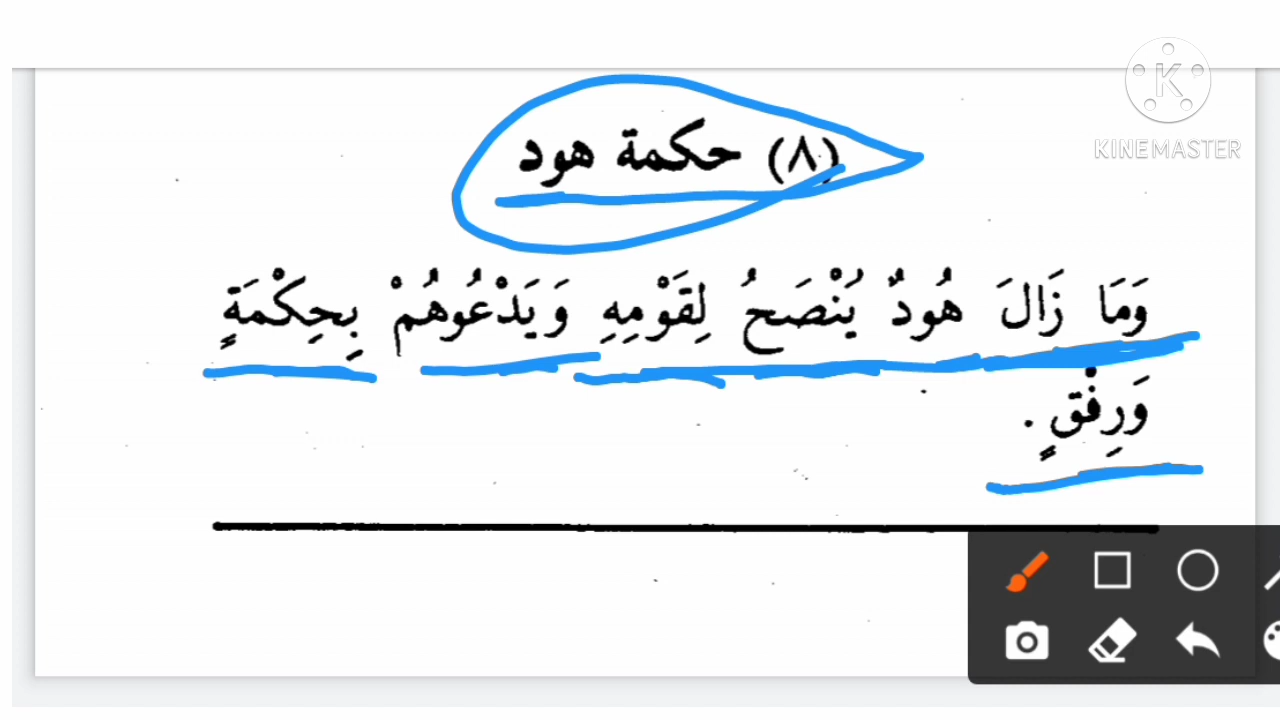 KINEMASTER
(٨) حكمة هود
وَمَا زَالَ هُودٌ يُنْصَحُ لِقَوْمِهِ وَيَدْعُوهُمْ بِحِكْمَةٍ
وَرِفْقٍ .